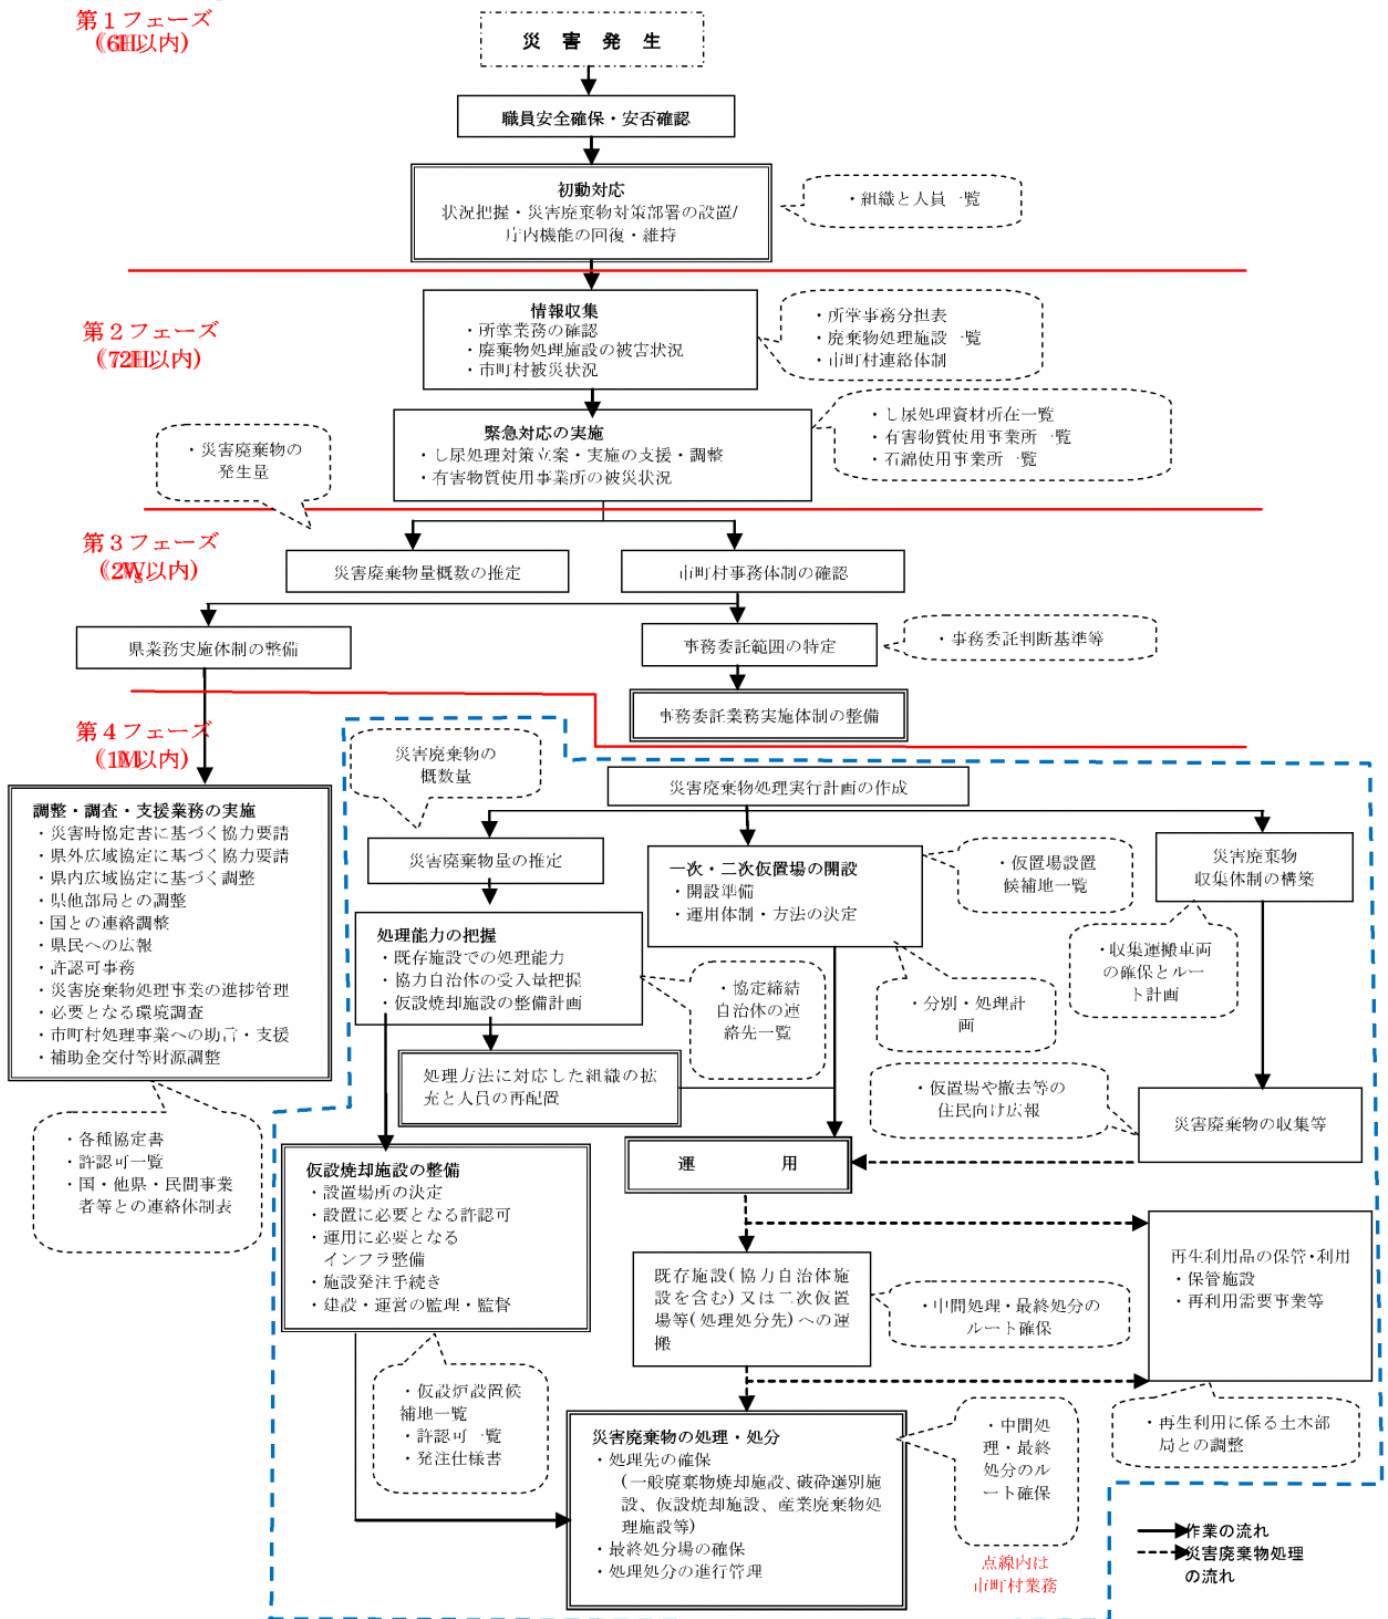 第1フェーズ
(6H以内)
災 害 発 生
職員安全確保・安否確認
初動対応
状況把握・災害廃棄物対策部署の設置/
庁内機能の回復・維持
・組織と人員一覧
第2フェーズ
(72H以内)
情報収集
・所掌業務の確認
・廃棄物処理施設の被害状況
・市町村被災状況
・所掌事務分担表
・廃棄物処理施設一覧
・市町村連絡体制
緊急対応の実施
・し尿処理対策立案・実施の支援・調整
・有害物質使用事業所の被災状況
・し尿処理資材所在一覧
・有害物質使用事業所一覧
・石綿使用事業所一覧
・災害廃棄物の
発生量
第3フェーズ
(2W以内)
災害廃棄物量概数の推定
市町村事務体制の確認
県業務実施体制の整備
事務委託範囲の特定
・事務委託判断基準等
事務委託業務実施体制の整備
第4フェーズ
(1M以内)
調整・調査・支援業務の実施
・災害時協定書に基づく協力要請
・県外広域協定に基づく協力要請
・県内広域協定に基づく調整
・県他部局との調整
・国との連絡調整
・県民への広報
・許認可事務
・災害廃棄物処理事業の進捗管理
・必要となる環境調査
・市町村処理事業への助言・支援
・補助金交付等財源調整
・各種協定書
・許認可一覧
・国・他県・民間事業
者等との連絡体制表
災害廃棄物の
概数量
災害廃棄物処理実行計画の作成
災害廃棄物量の推定
処理能力の把握
・既存施設での処理能力
・協力自治体の受入量把握
・仮設焼却施設の整備計画
一次・二次仮置場の開設
・開設準備
・運用体制・方法の決定
・仮置場設置
候補地一覧
災害廃棄物
収集体制の構築
・収集運搬車両
の確保とルー
ト計画
・協定締結
自治体の連
絡先一覧
・分別・処理計
画
処理方法に対応した組織の拡
充と人員の再配置
・仮置場や撤去等の
住民向け広報
災害廃棄物の収集等
運 用
仮設焼却施設の整備
・設置場所の決定
・設置に必要となる許認可
・運用に必要となる
インフラ整備
・施設発注手続き
・建設・運営の監理・監督
既存施設(協力自治体施
設を含む)又は二次仮置
場等(処理処分先)への運
搬
・中間処理・最終処分の
ルート確保
再生利用品の保管・利用
・保管施設
・再利用需要事業等
・仮設炉設置候
補地一覧
・許認可一覧
・発注仕様書
災害廃棄物の処理・処分
・処理先の確保
(一般廃棄物焼却施設、破砕選別施
設、仮設焼却施設、産業廃棄物処
理施設等)
・最終処分場の確保
・処理処分の進行管理
・中間処
理・最終
処分のル
ート確保
・再生利用に係る土木部
局との調整
点線内は
市町村業務
作業の流れ
災害廃棄物処理
の流れ